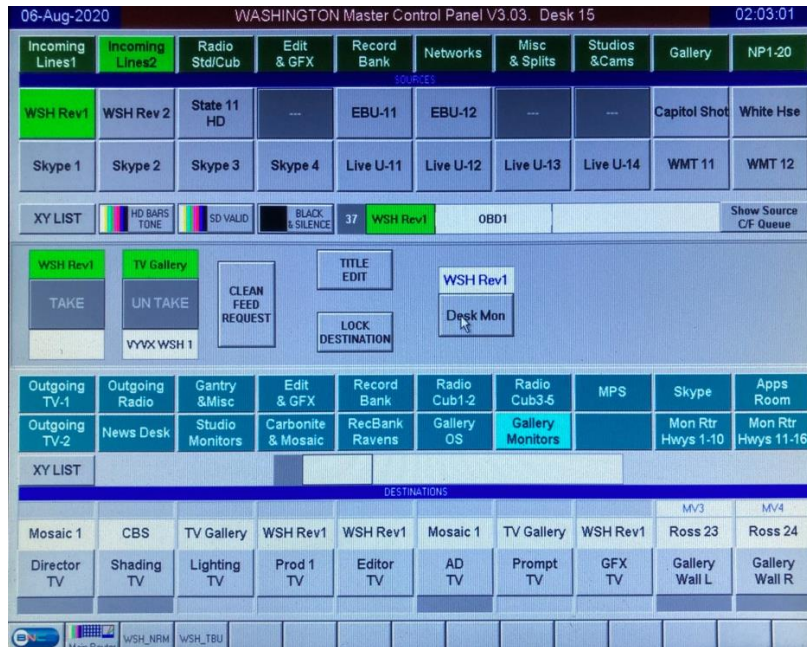 06-Aug-2020 WASHINGTON Master Control Panel V3.03. Desk 15 02:03:01
Incoming Lines1 Incoming Lines2 Radio Std/Cub Edit & GFX Record Bank Networks Misc & Splits Studios &Cams Gallery NP1-20
SOURCES
WSH Rev1 WSH Rev 2 State 11 HD --- EBU-11 EBU-12 --- --- Capitol Shot White Hse
Skype 1 Skype 2 Skype 3 Skype 4 Live U-11 Live U-12 Live U-13 Live U-14 WMT 11 WMT 12
XY LIST HD BARS TONE SD VALID BLACK & SILENCE 37 WSH Rev1 OBD1 Show Source C/F Queue
WSH Rev1 TV Gallery
TAKE UN TAKE CLEAN FEED REQUEST TITLE EDIT WSH Rev1
VYVX WSH 1 LOCK DESTINATION Desk Mon
Outgoing TV-1 Outgoing Radio Gantry &Misc Edit & GFX Record Bank Radio Cub1-2 Radio Cub3-5 MPS Skype Apps Room
Outgoing TV-2 News Desk Studio Monitors Carbonite & Mosaic RecBank Ravens Gallery OS Gallery Monitors Mon Rtr Hwys 1-10 Mon Rtr Hwys 11-16
XY LIST
DESTINATIONS
MV3 MV4
Mosaic 1 CBS TV Gallery WSH Rev1 WSH Rev1 Mosaic 1 TV Gallery WSH Rev1 Ross 23 Ross 24
Director TV Shading TV Lighting TV Prod 1 TV Editor TV AD TV Prompt TV GFX TV Gallery Wall L Gallery Wall R
WSH_NRM WSH_TBU